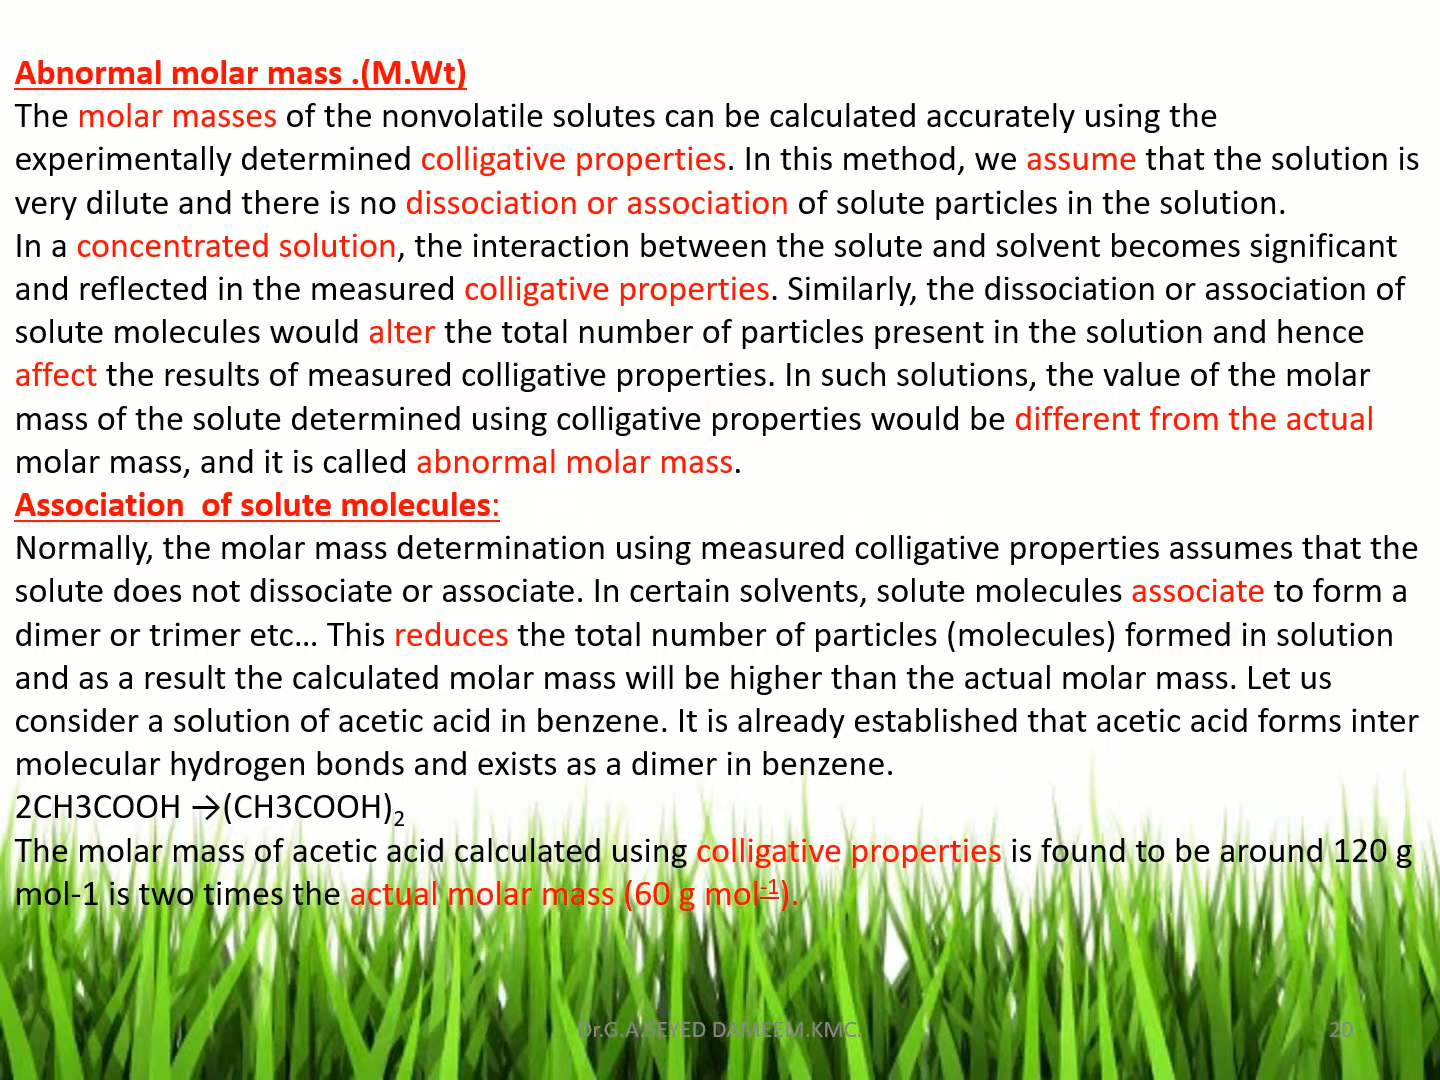 Abnormal molar mass .(M.Wt)
The molar masses of the nonvolatile solutes can be calculated accurately using the
experimentally determined colligative properties. In this method, we assume that the solution is
very dilute and there is no dissociation or association of solute particles in the solution.
In a concentrated solution, the interaction between the solute and solvent becomes significant
and reflected in the measured colligative properties. Similarly, the dissociation or association of
solute molecules would alter the total number of particles present in the solution and hence
affect the results of measured colligative properties. In such solutions, the value of the molar
mass of the solute determined using colligative properties would be different from the actual
molar mass, and it is called abnormal molar mass.
Association  of solute molecules:
Normally, the molar mass determination using measured colligative properties assumes that the
solute does not dissociate or associate. In certain solvents, solute molecules associate to form a
dimer or trimer etc... This reduces the total number of particles (molecules) formed in solution
and as a result the calculated molar mass will be higher than the actual molar mass. Let us
consider a solution of acetic acid in benzene. It is already established that acetic acid forms inter
molecular hydrogen bonds and exists as a dimer in benzene.
2CH3COOH →(CH3COOH)₂
The molar mass of acetic acid calculated using colligative properties is found to be around 120 g
mol-1 is two times the actual molar mass (60 g mol⁻¹).
Dr.G.A.SEYED DAMEEM.KMC. 20